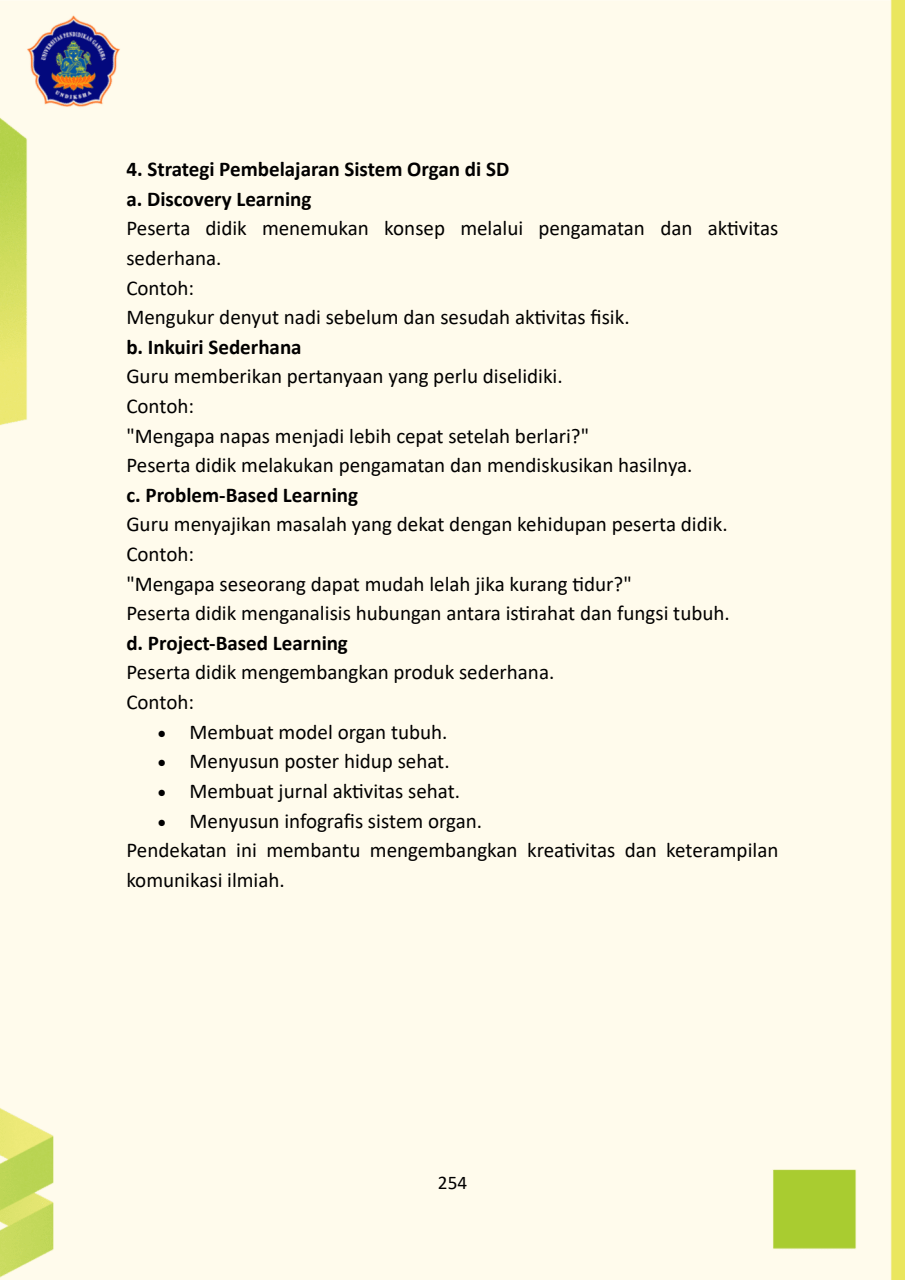 UNIVERSITAS PENDIDIKAN GANESHA
UNDIKSHA
4. Strategi Pembelajaran Sistem Organ di SD
a. Discovery Learning
Peserta didik menemukan konsep melalui pengamatan dan aktivitas
sederhana.
Contoh:
Mengukur denyut nadi sebelum dan sesudah aktivitas fisik.
b. Inkuiri Sederhana
Guru memberikan pertanyaan yang perlu diselidiki.
Contoh:
"Mengapa napas menjadi lebih cepat setelah berlari?"
Peserta didik melakukan pengamatan dan mendiskusikan hasilnya.
c. Problem-Based Learning
Guru menyajikan masalah yang dekat dengan kehidupan peserta didik.
Contoh:
"Mengapa seseorang dapat mudah lelah jika kurang tidur?"
Peserta didik menganalisis hubungan antara istirahat dan fungsi tubuh.
d. Project-Based Learning
Peserta didik mengembangkan produk sederhana.
Contoh:
• Membuat model organ tubuh.
• Menyusun poster hidup sehat.
• Membuat jurnal aktivitas sehat.
• Menyusun infografis sistem organ.
Pendekatan ini membantu mengembangkan kreativitas dan keterampilan
komunikasi ilmiah.
254